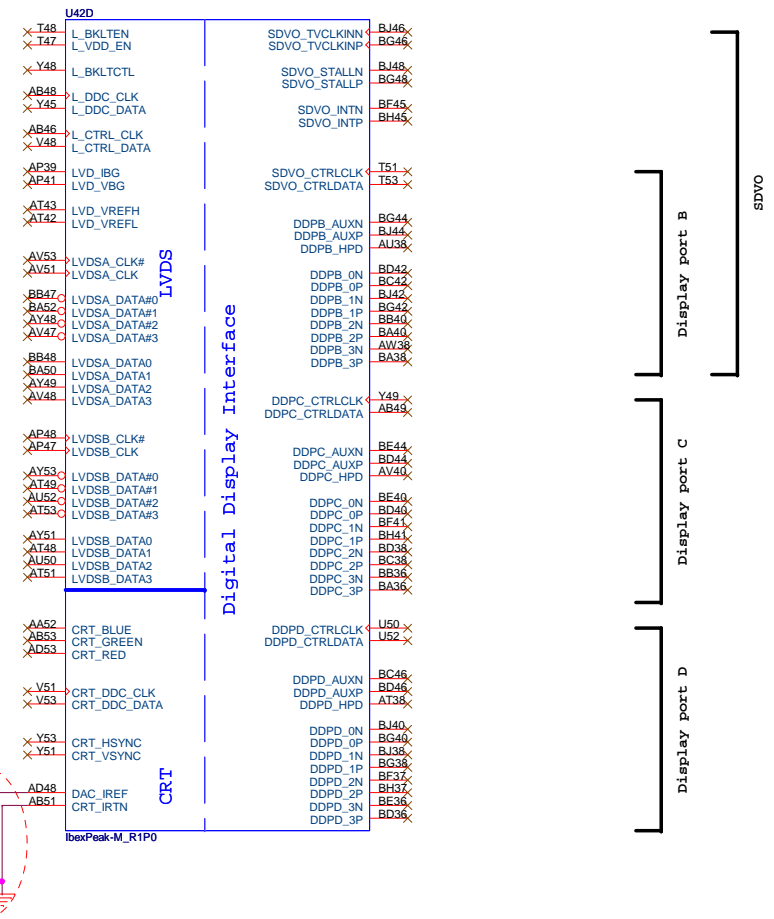 U42D
T48 L_BKLTEN
T47 L_VDD_EN
Y48 L_BKLTCTL
AB48 L_DDC_CLK
Y45 L_DDC_DATA
AB46 L_CTRL_CLK
V48 L_CTRL_DATA
AP39 LVD_IBG
AP41 LVD_VBG
AT43 LVD_VREFH
AT42 LVD_VREFL
AV53 LVDSA_CLK#
AV51 LVDSA_CLK
BB47 LVDSA_DATA#0
BA52 LVDSA_DATA#1
AY48 LVDSA_DATA#2
AV47 LVDSA_DATA#3
BB48 LVDSA_DATA0
BA50 LVDSA_DATA1
AY49 LVDSA_DATA2
AV48 LVDSA_DATA3
AP48 LVDSB_CLK#
AP47 LVDSB_CLK
AY53 LVDSB_DATA#0
AT49 LVDSB_DATA#1
AU52 LVDSB_DATA#2
AT53 LVDSB_DATA#3
AY51 LVDSB_DATA0
AT48 LVDSB_DATA1
AU50 LVDSB_DATA2
AT51 LVDSB_DATA3
AA52 CRT_BLUE
AB53 CRT_GREEN
AD53 CRT_RED
V51 CRT_DDC_CLK
V53 CRT_DDC_DATA
Y53 CRT_HSYNC
Y51 CRT_VSYNC
AD48 DAC_IREF
AB51 CRT_IRTN
LVDS
CRT
Digital Display Interface
SDVO_TVCLKINN BJ46
SDVO_TVCLKINP BG46
SDVO_STALLN BJ48
SDVO_STALLP BG48
SDVO_INTN BF45
SDVO_INTP BH45
SDVO_CTRLCLK T51
SDVO_CTRLDATA T53
DDPB_AUXN BG44
DDPB_AUXP BJ44
DDPB_HPD AU38
DDPB_0N BD42
DDPB_0P BC42
DDPB_1N BJ42
DDPB_1P BG42
DDPB_2N BB40
DDPB_2P BA40
DDPB_3N AW38
DDPB_3P BA38
DDPC_CTRLCLK Y49
DDPC_CTRLDATA AB49
DDPC_AUXN BE44
DDPC_AUXP BD44
DDPC_HPD AV40
DDPC_0N BE40
DDPC_0P BD40
DDPC_1N BF41
DDPC_1P BH41
DDPC_2N BD38
DDPC_2P BC38
DDPC_3N BB36
DDPC_3P BA36
DDPD_CTRLCLK U50
DDPD_CTRLDATA U52
DDPD_AUXN BC46
DDPD_AUXP BD46
DDPD_HPD AT38
DDPD_0N BJ40
DDPD_0P BG40
DDPD_1N BJ38
DDPD_1P BG38
DDPD_2N BF37
DDPD_2P BH37
DDPD_3N BE36
DDPD_3P BD36
IbexPeak-M_R1P0
Display port B
Display port C
Display port D
SDVO